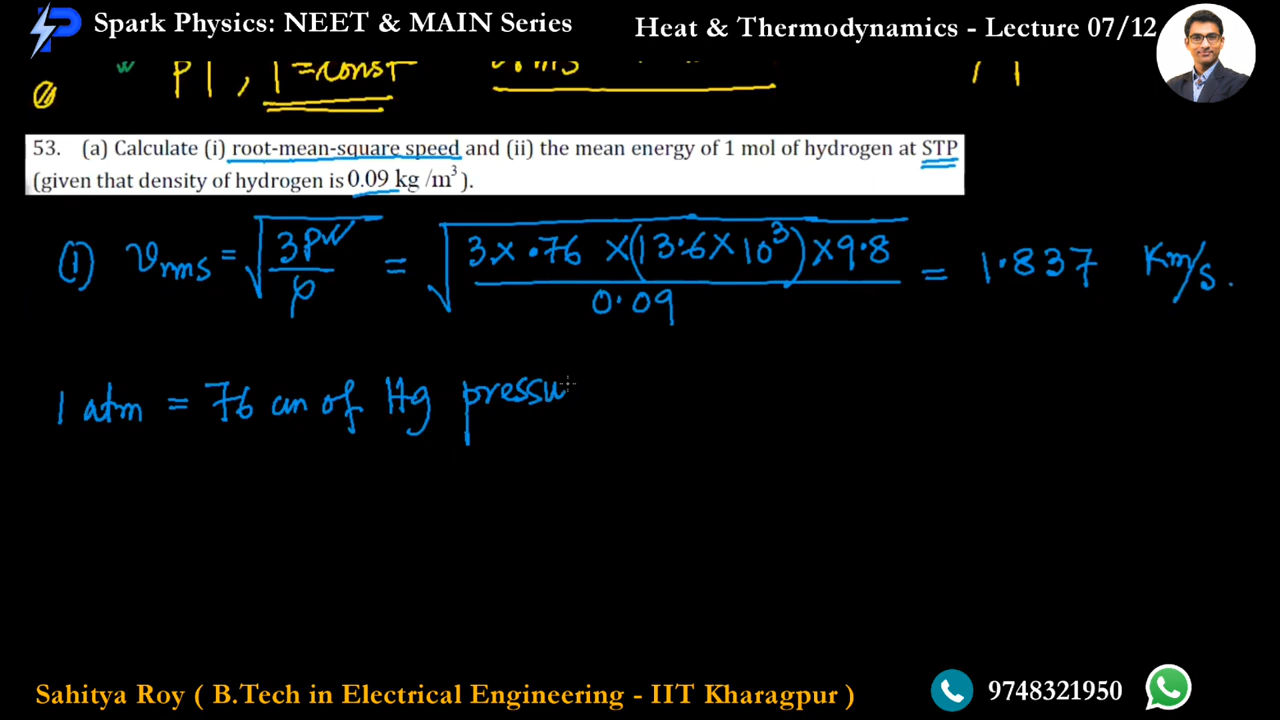 Spark Physics: NEET & MAIN Series
Heat & Thermodynamics - Lecture 07/12
= const
53. (a) Calculate (i) root-mean-square speed and (ii) the mean energy of 1 mol of hydrogen at STP
(given that density of hydrogen is 0.09 kg /m³).
(1) vrms = √(3P/ρ) = √(3 × .76 × (13.6 × 10³) × 9.8 / 0.09) = 1.837 Km/s.
1 atm = 76 cm of Hg pressu
Sahitya Roy ( B.Tech in Electrical Engineering - IIT Kharagpur )
9748321950